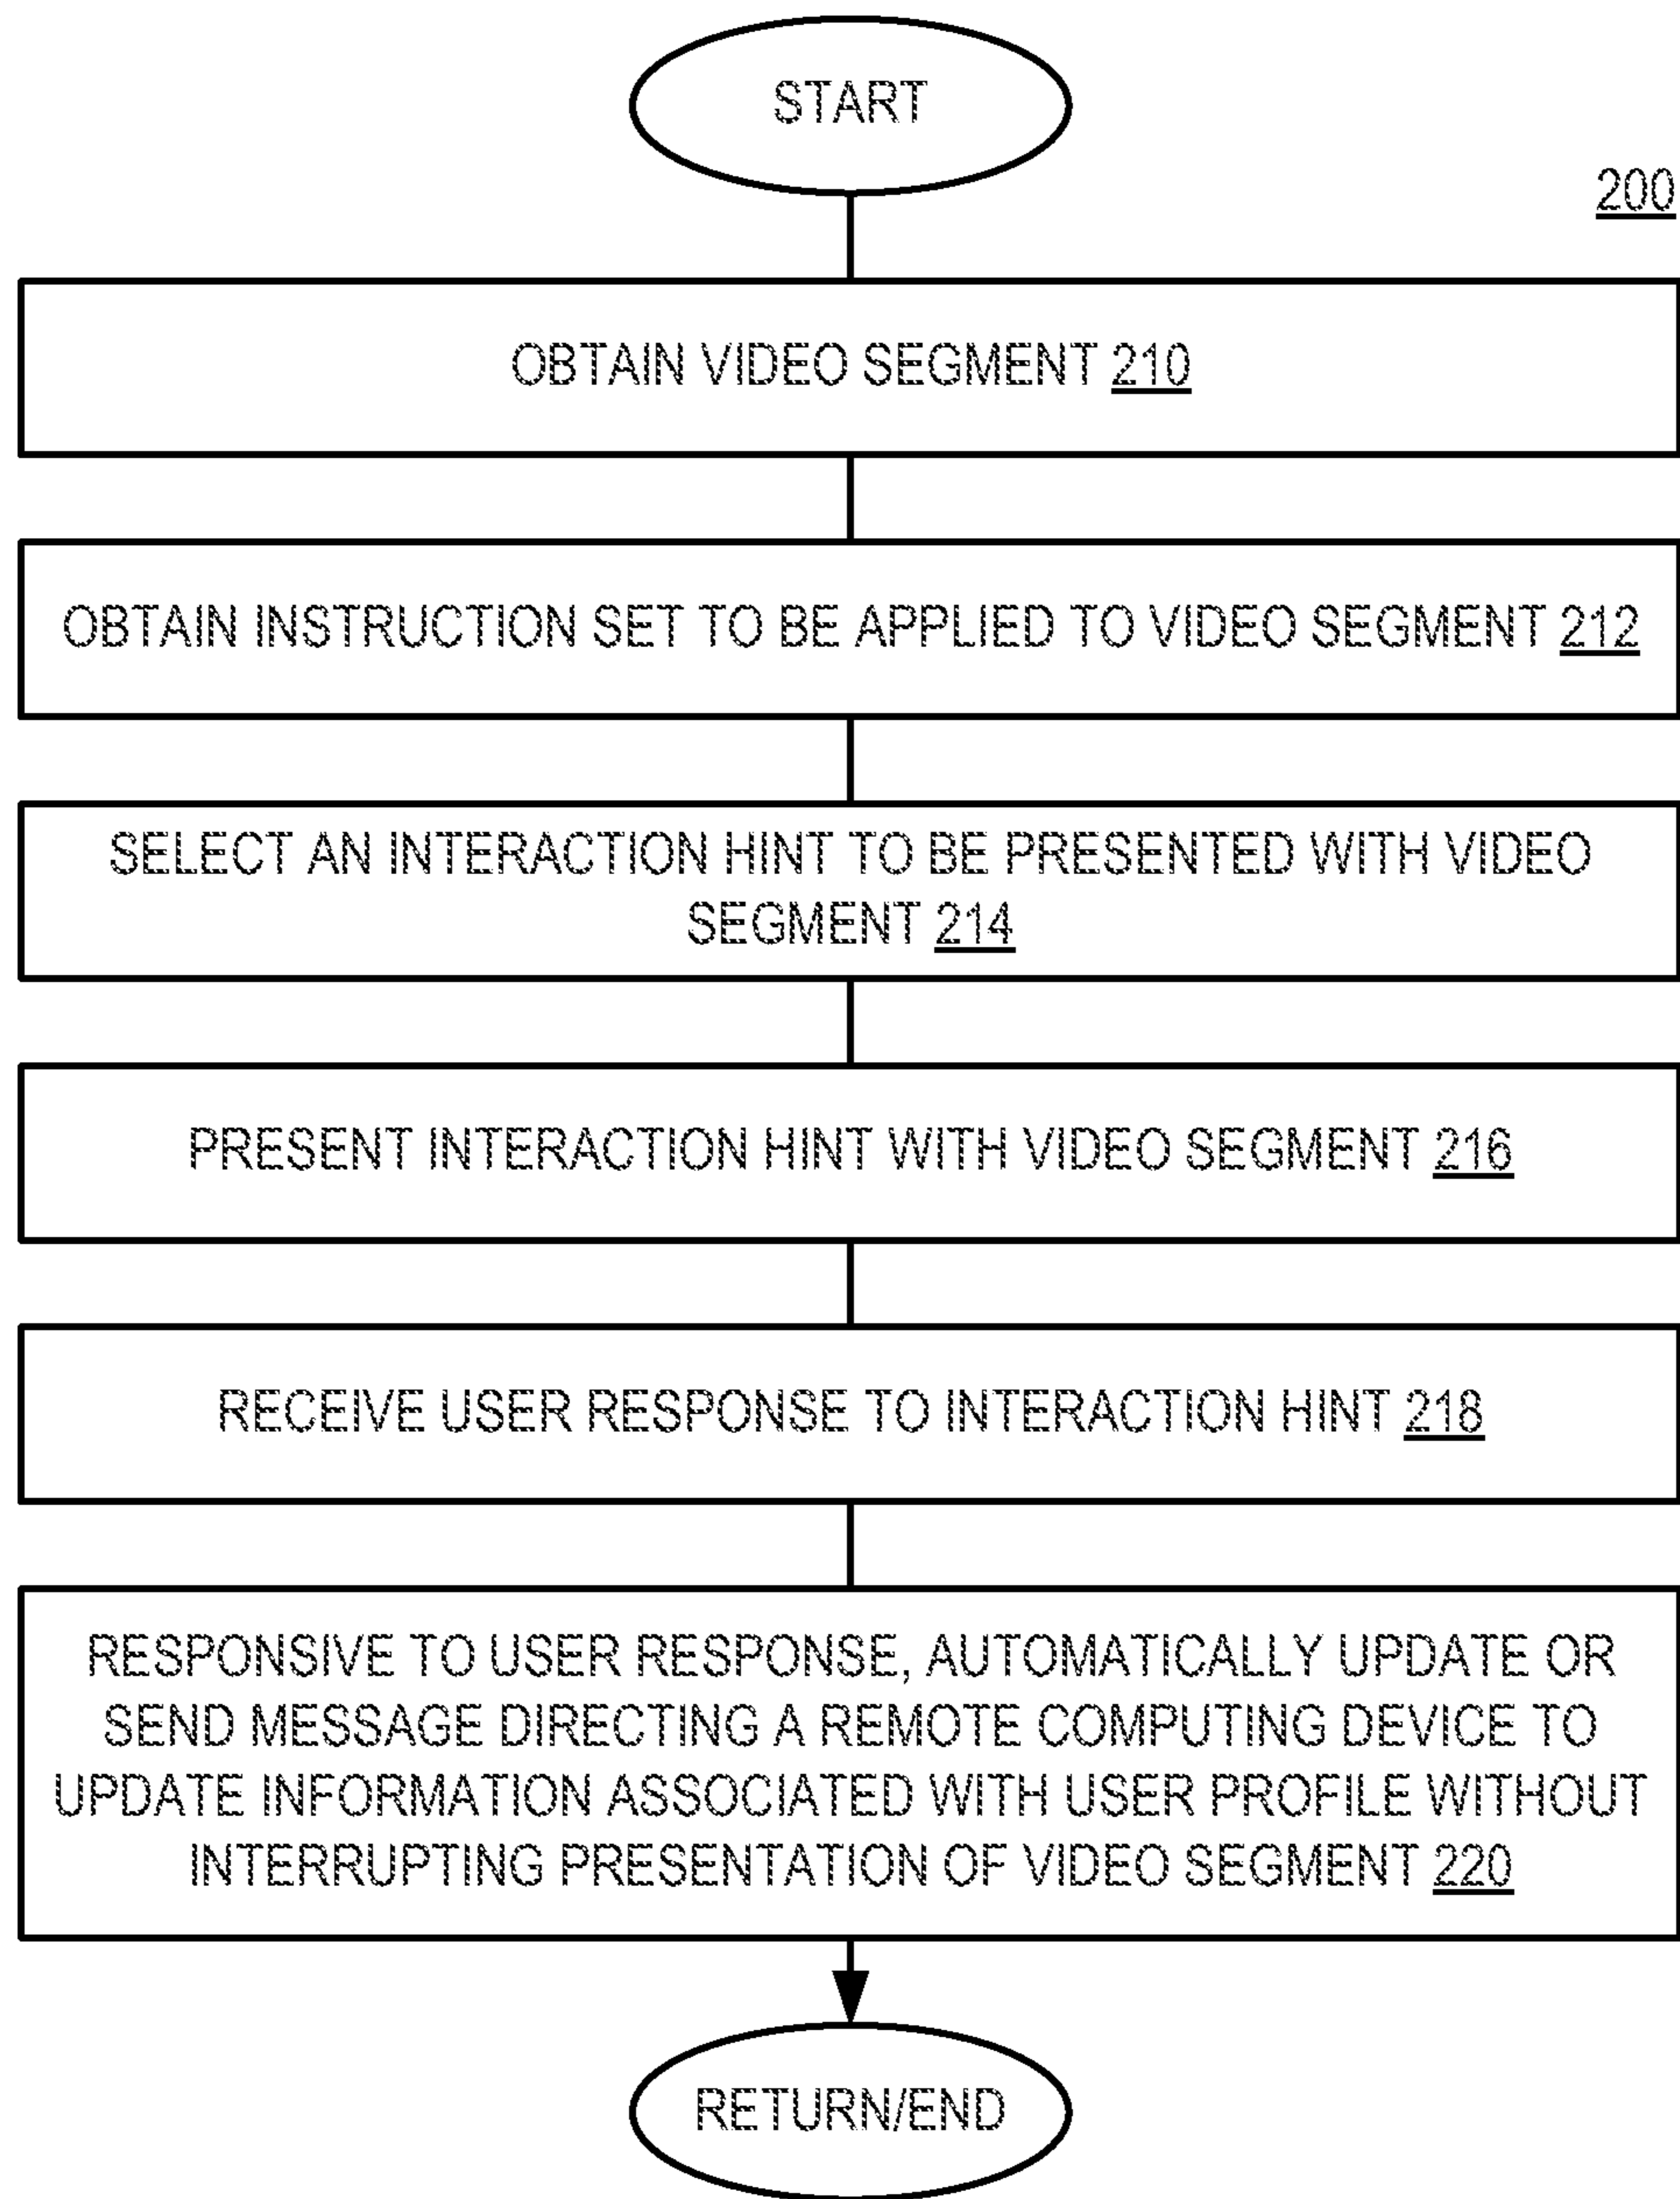 START
200
OBTAIN VIDEO SEGMENT 210
OBTAIN INSTRUCTION SET TO BE APPLIED TO VIDEO SEGMENT 212
SELECT AN INTERACTION HINT TO BE PRESENTED WITH VIDEO
SEGMENT 214
PRESENT INTERACTION HINT WITH VIDEO SEGMENT 216
RECEIVE USER RESPONSE TO INTERACTION HINT 218
RESPONSIVE TO USER RESPONSE, AUTOMATICALLY UPDATE OR
SEND MESSAGE DIRECTING A REMOTE COMPUTING DEVICE TO
UPDATE INFORMATION ASSOCIATED WITH USER PROFILE WITHOUT
INTERRUPTING PRESENTATION OF VIDEO SEGMENT 220
RETURN/END